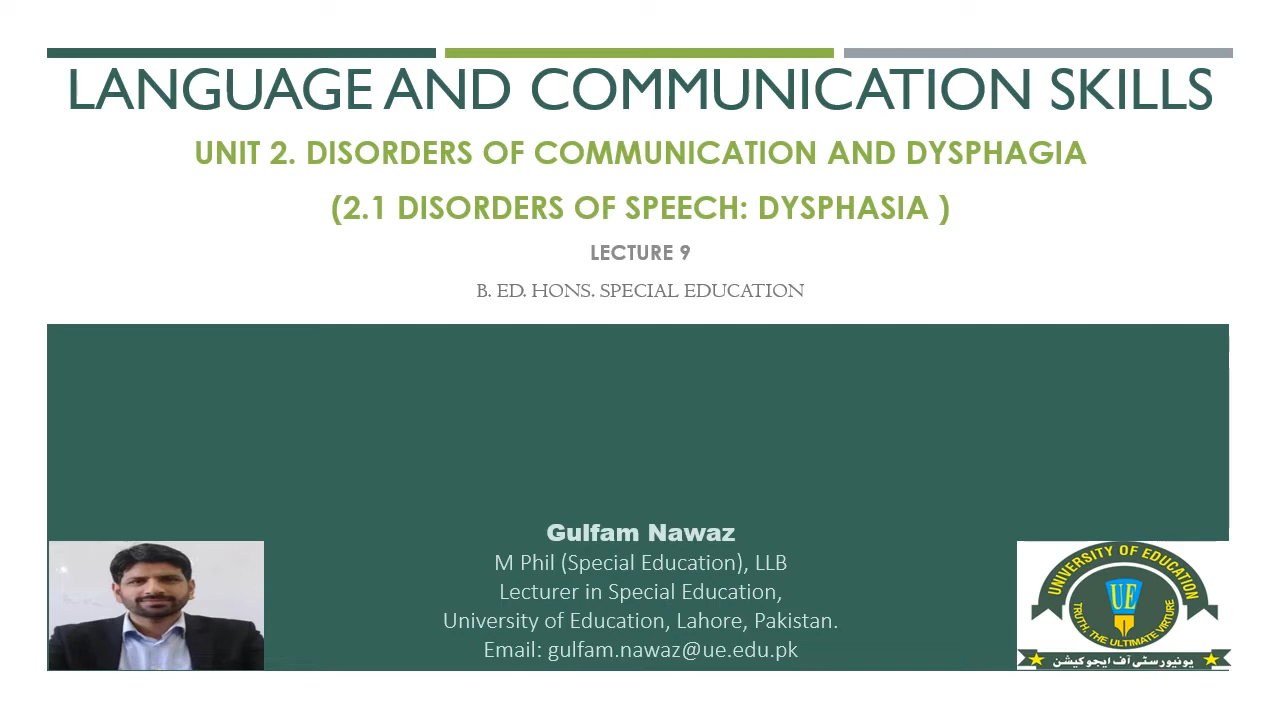 LANGUAGE AND COMMUNICATION SKILLS
UNIT 2. DISORDERS OF COMMUNICATION AND DYSPHAGIA
(2.1 DISORDERS OF SPEECH: DYSPHASIA )
LECTURE 9
B. ED. HONS. SPECIAL EDUCATION
Gulfam Nawaz
M Phil (Special Education), LLB
Lecturer in Special Education,
University of Education, Lahore, Pakistan.
Email: gulfam.nawaz@ue.edu.pk
UNIVERSITY OF EDUCATION
UE
TRUTH, THE ULTIMATE VIRTUE
یونیورسٹی آف ایجوکیشن